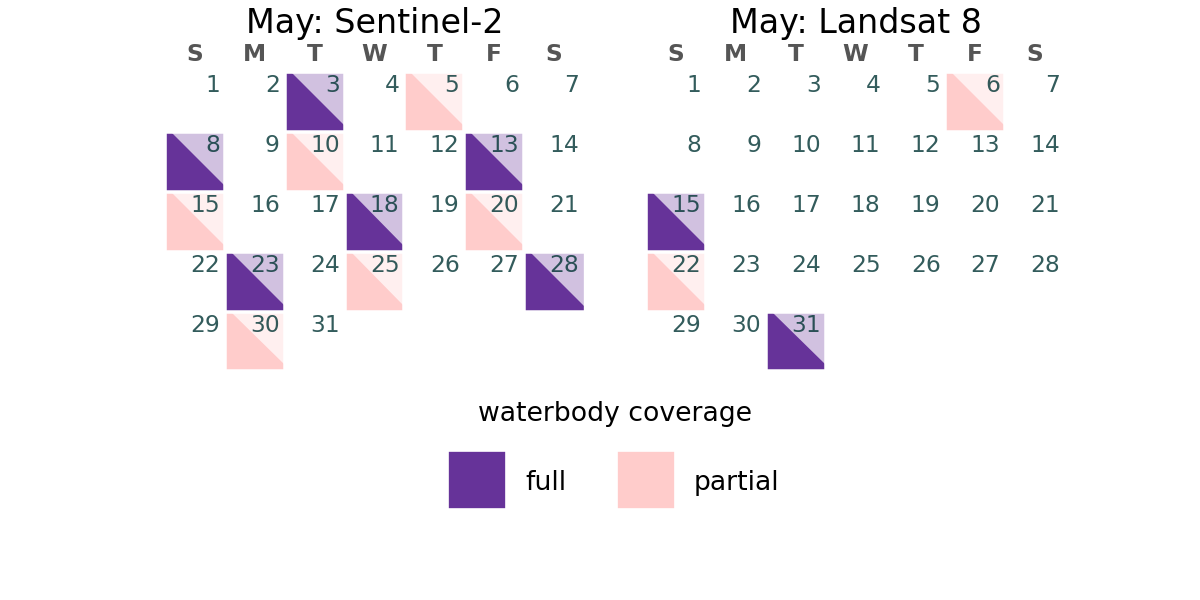 May: Sentinel-2
S M T W T F S
1 2 3 4 5 6 7
8 9 10 11 12 13 14
15 16 17 18 19 20 21
22 23 24 25 26 27 28
29 30 31
May: Landsat 8
S M T W T F S
1 2 3 4 5 6 7
8 9 10 11 12 13 14
15 16 17 18 19 20 21
22 23 24 25 26 27 28
29 30 31
waterbody coverage
full partial